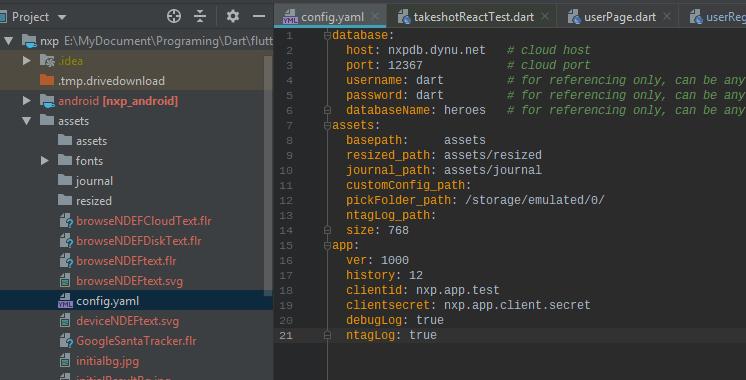 Project
nxp E:\MyDocument\Programing\Dart\flutt
.idea
.tmp.drivedownload
android [nxp_android]
assets
assets
fonts
journal
resized
browseNDEFCloudText.flr
browseNDEFDiskText.flr
browseNDEFtext.flr
browseNDEFtext.svg
config.yaml
deviceNDEFtext.svg
GoogleSantaTracker.flr
initialbg.jpg
config.yaml takeshotReactTest.dart userPage.dart userReg
1 database:
2 host: nxpdb.dynu.net # cloud host
3 port: 12367 # cloud port
4 username: dart # for referencing only, can be any
5 password: dart # for referencing only, can be any
6 databaseName: heroes # for referencing only, can be any
7 assets:
8 basepath: assets
9 resized_path: assets/resized
10 journal_path: assets/journal
11 customConfig_path:
12 pickFolder_path: /storage/emulated/0/
13 ntagLog_path:
14 size: 768
15 app:
16 ver: 1000
17 history: 12
18 clientid: nxp.app.test
19 clientsecret: nxp.app.client.secret
20 debugLog: true
21 ntagLog: true